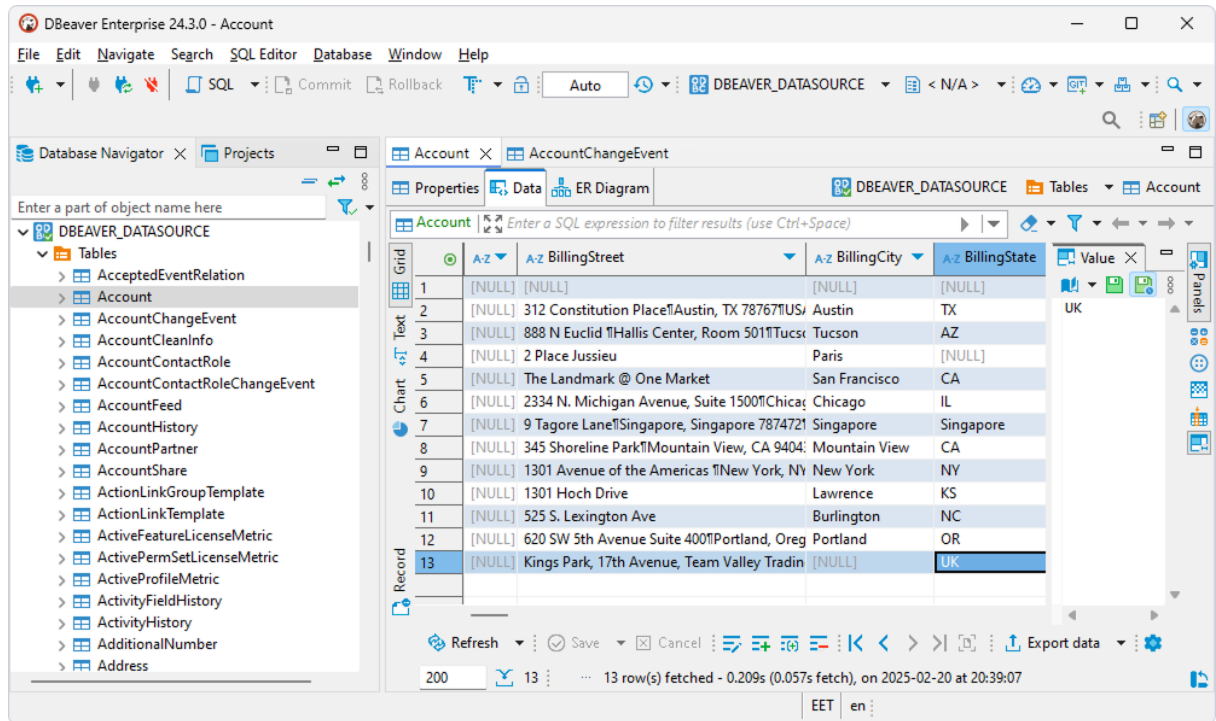 DBeaver Enterprise 24.3.0 - Account
File Edit Navigate Search SQL Editor Database Window Help
SQL Commit Rollback Auto DBEAVER_DATASOURCE < N/A > GIT
Database Navigator Projects
Enter a part of object name here
DBEAVER_DATASOURCE
Tables
AcceptedEventRelation
Account
AccountChangeEvent
AccountCleanInfo
AccountContactRole
AccountContactRoleChangeEvent
AccountFeed
AccountHistory
AccountPartner
AccountShare
ActionLinkGroupTemplate
ActionLinkTemplate
ActiveFeatureLicenseMetric
ActivePermSetLicenseMetric
ActiveProfileMetric
ActivityFieldHistory
ActivityHistory
AdditionalNumber
Address
Account AccountChangeEvent
Properties Data ER Diagram DBEAVER_DATASOURCE Tables Account
Account Enter a SQL expression to filter results (use Ctrl+Space)
Grid
Text
Chart
Record
A-Z A-Z BillingStreet A-Z BillingCity A-Z BillingState
1 [NULL] [NULL] [NULL] [NULL]
2 [NULL] 312 Constitution Place¶Austin, TX 78767¶USA Austin TX
3 [NULL] 888 N Euclid ¶Hallis Center, Room 501¶Tucso Tucson AZ
4 [NULL] 2 Place Jussieu Paris [NULL]
5 [NULL] The Landmark @ One Market San Francisco CA
6 [NULL] 2334 N. Michigan Avenue, Suite 1500¶Chicag Chicago IL
7 [NULL] 9 Tagore Lane¶Singapore, Singapore 787472¶ Singapore Singapore
8 [NULL] 345 Shoreline Park¶Mountain View, CA 94043 Mountain View CA
9 [NULL] 1301 Avenue of the Americas ¶New York, NY New York NY
10 [NULL] 1301 Hoch Drive Lawrence KS
11 [NULL] 525 S. Lexington Ave Burlington NC
12 [NULL] 620 SW 5th Avenue Suite 400¶Portland, Oreg Portland OR
13 [NULL] Kings Park, 17th Avenue, Team Valley Tradin [NULL] UK
Value
UK
Panels
Refresh Save Cancel Export data
200 13 ... 13 row(s) fetched - 0.209s (0.057s fetch), on 2025-02-20 at 20:39:07
EET en